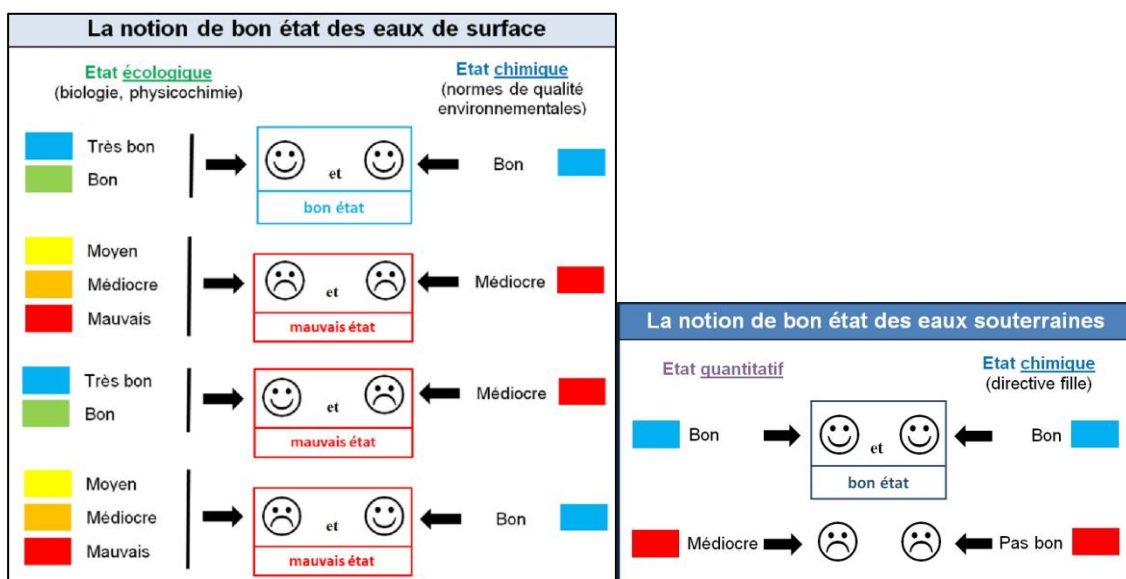 La notion de bon état des eaux de surface
Etat écologique
(biologie, physicochimie)
Etat chimique
(normes de qualité
environnementales)
Très bon
Bon
et
bon état
Bon
Moyen
Médiocre
Mauvais
et
mauvais état
Médiocre
Très bon
Bon
et
mauvais état
Médiocre
Moyen
Médiocre
Mauvais
et
mauvais état
Bon
La notion de bon état des eaux souterraines
Etat quantitatif
Etat chimique
(directive fille)
Bon
et
bon état
Bon
Médiocre
Pas bon